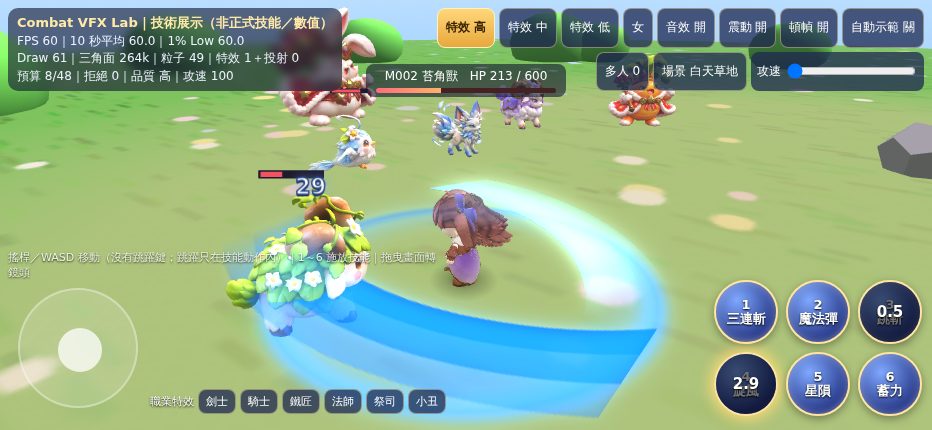 Combat VFX Lab｜技術展示（非正式技能／數值）
FPS 60｜10 秒平均 60.0｜1% Low 60.0
Draw 61｜三角面 264k｜粒子 49｜特效 1＋投射 0
預算 8/48｜拒絕 0｜品質 高｜攻速 100
特效 高
特效 中
特效 低
女
音效 開
震動 開
頓幀 開
自動示範 關
M002 苔角獸 HP 213 / 600
多人 0
場景 白天草地
攻速
29
搖桿／WASD 移動（沒有跳躍鍵；跳躍只在技能動作內）｜1～6 施放技能｜拖曳畫面轉
鏡頭
1
三連斬
2
魔法彈
3
跳斬
0.5
4
旋風
2.9
5
星隕
6
蓄力
職業特效
劍士
騎士
鐵匠
法師
祭司
小丑